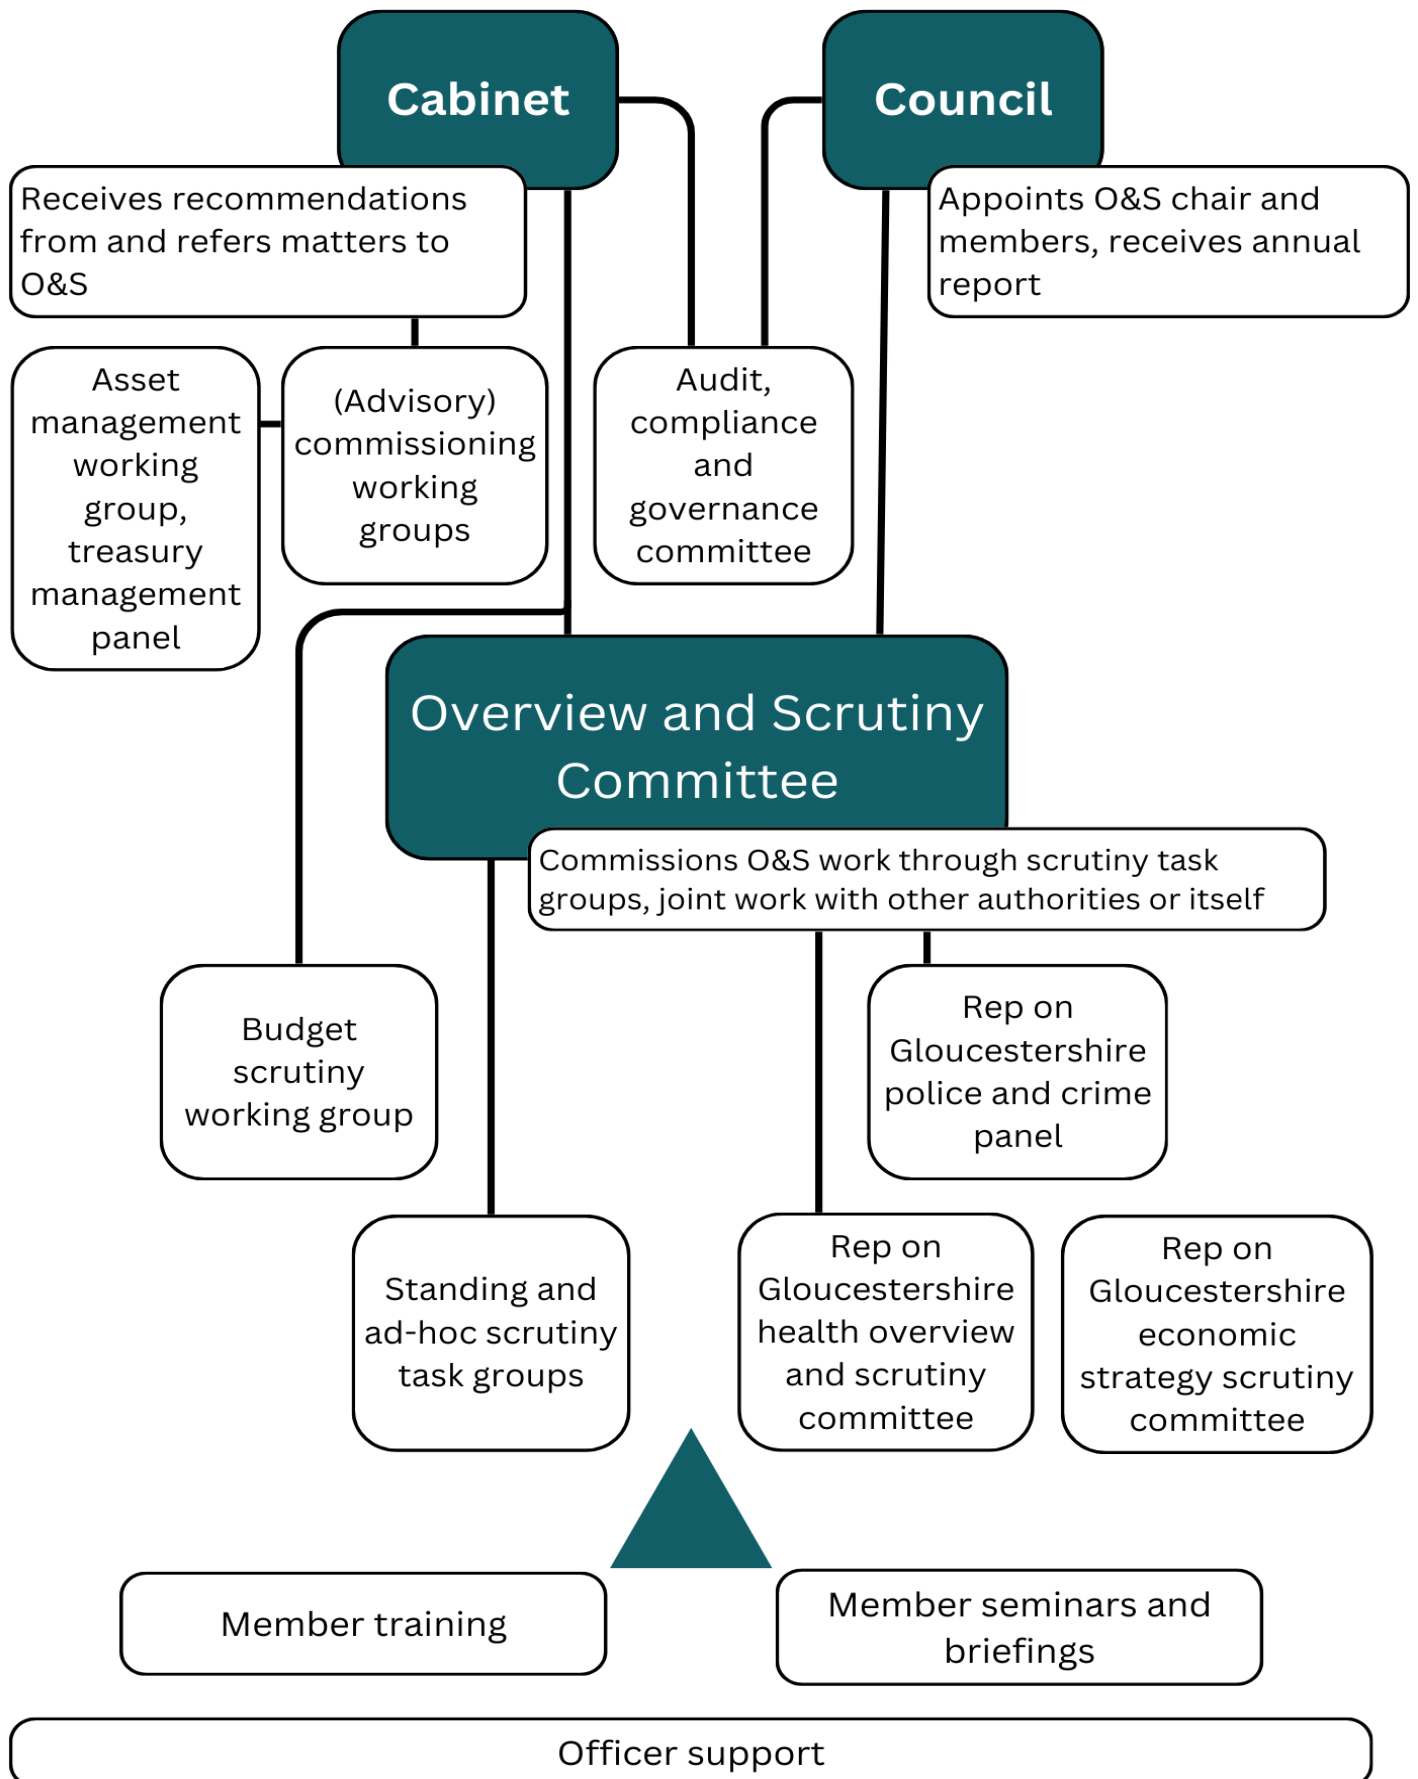 Cabinet
Council
Receives recommendations
from and refers matters to
O&S
Appoints O&S chair and
members, receives annual
report
Asset
management
working
group,
treasury
management
panel
(Advisory)
commissioning
working
groups
Audit,
compliance
and
governance
committee
Overview and Scrutiny
Committee
Commissions O&S work through scrutiny task
groups, joint work with other authorities or itself
Budget
scrutiny
working group
Rep on
Gloucestershire
police and crime
panel
Standing and
ad-hoc scrutiny
task groups
Rep on
Gloucestershire
health overview
and scrutiny
committee
Rep on
Gloucestershire
economic
strategy scrutiny
committee
Member training
Member seminars and
briefings
Officer support